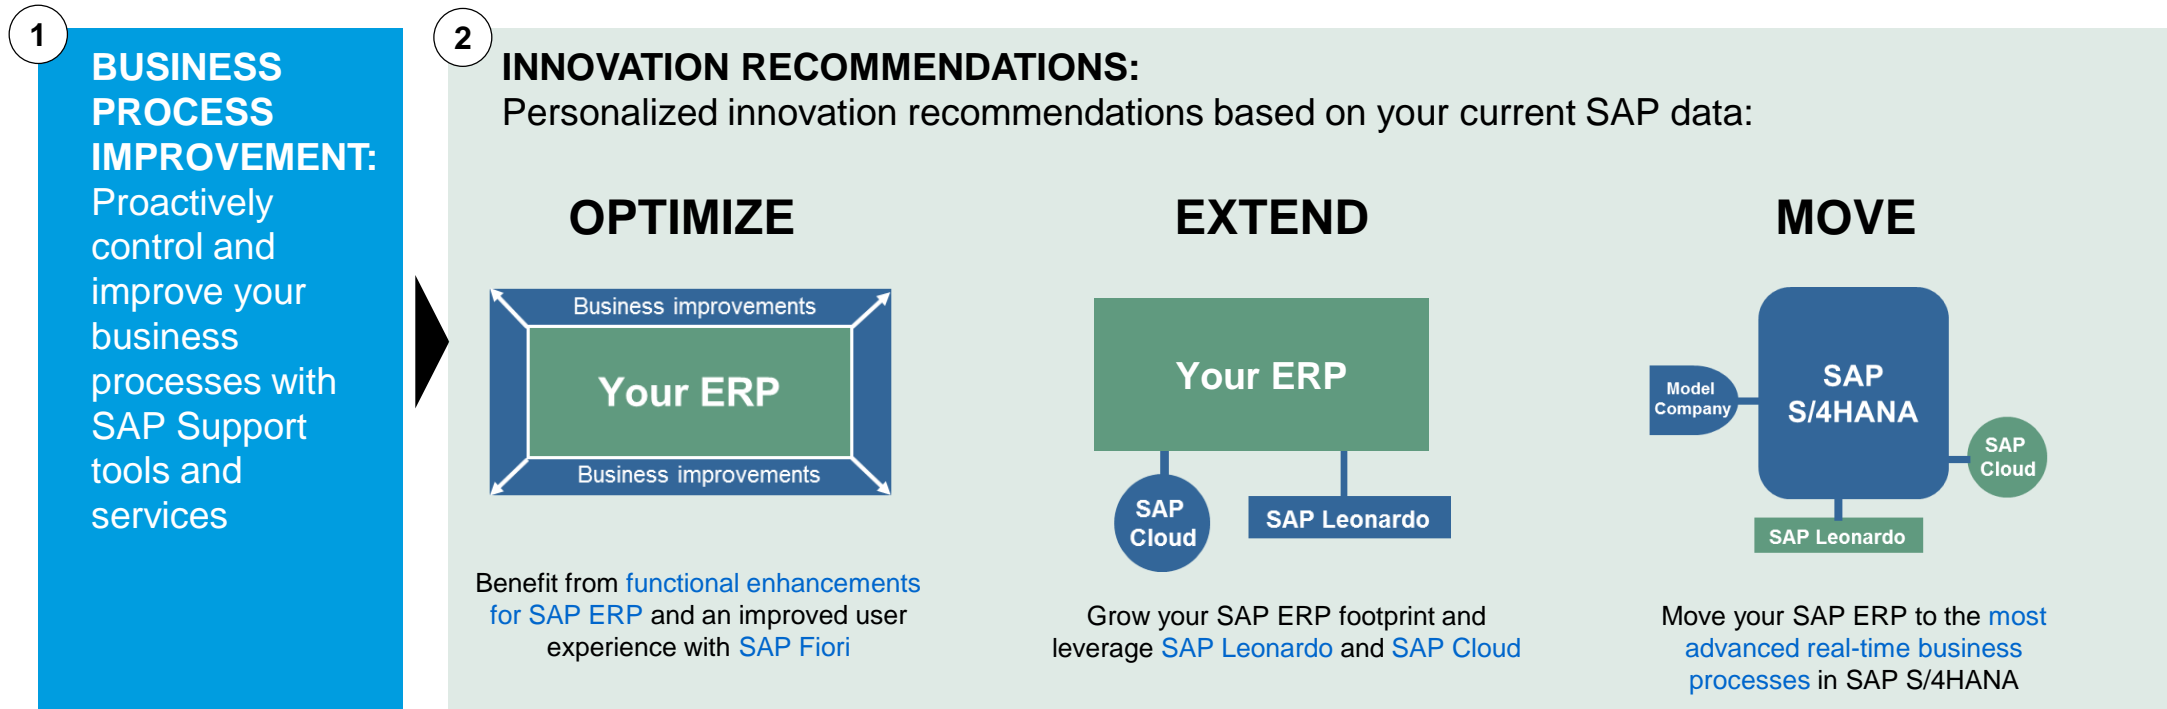 1
BUSINESS
PROCESS
IMPROVEMENT:
Proactively
control and
improve your
business
processes with
SAP Support
tools and
services
2
INNOVATION RECOMMENDATIONS:
Personalized innovation recommendations based on your current SAP data:
OPTIMIZE
Business improvements
Your ERP
Business improvements
Benefit from functional enhancements
for SAP ERP and an improved user
experience with SAP Fiori
EXTEND
Your ERP
SAP
Cloud
SAP Leonardo
Grow your SAP ERP footprint and
leverage SAP Leonardo and SAP Cloud
MOVE
SAP
S/4HANA
Model
Company
SAP
Cloud
SAP Leonardo
Move your SAP ERP to the most
advanced real-time business
processes in SAP S/4HANA